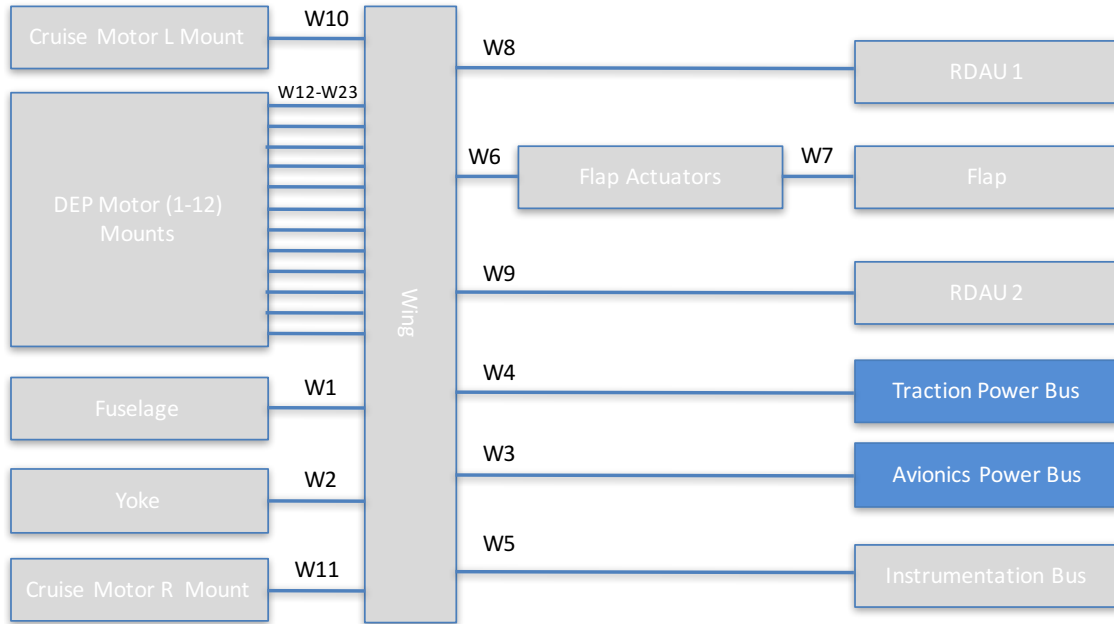 W10
Cruise Motor L Mount
W8
RDAU 1
W12-W23
W6
W7
Flap Actuators
Flap
DEP Motor (1-12)
Mounts
W9
RDAU 2
Wing
W4
Traction Power Bus
W1
Fuselage
W3
Avionics Power Bus
W2
Yoke
W5
W11
Cruise Motor R Mount
Instrumentation Bus